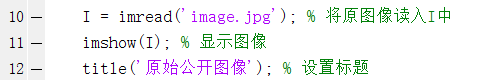 10 — I = imread('image.jpg'); % 将原图像读入I中
11 — imshow(I); % 显示图像
12 — title('原始公开图像'); % 设置标题